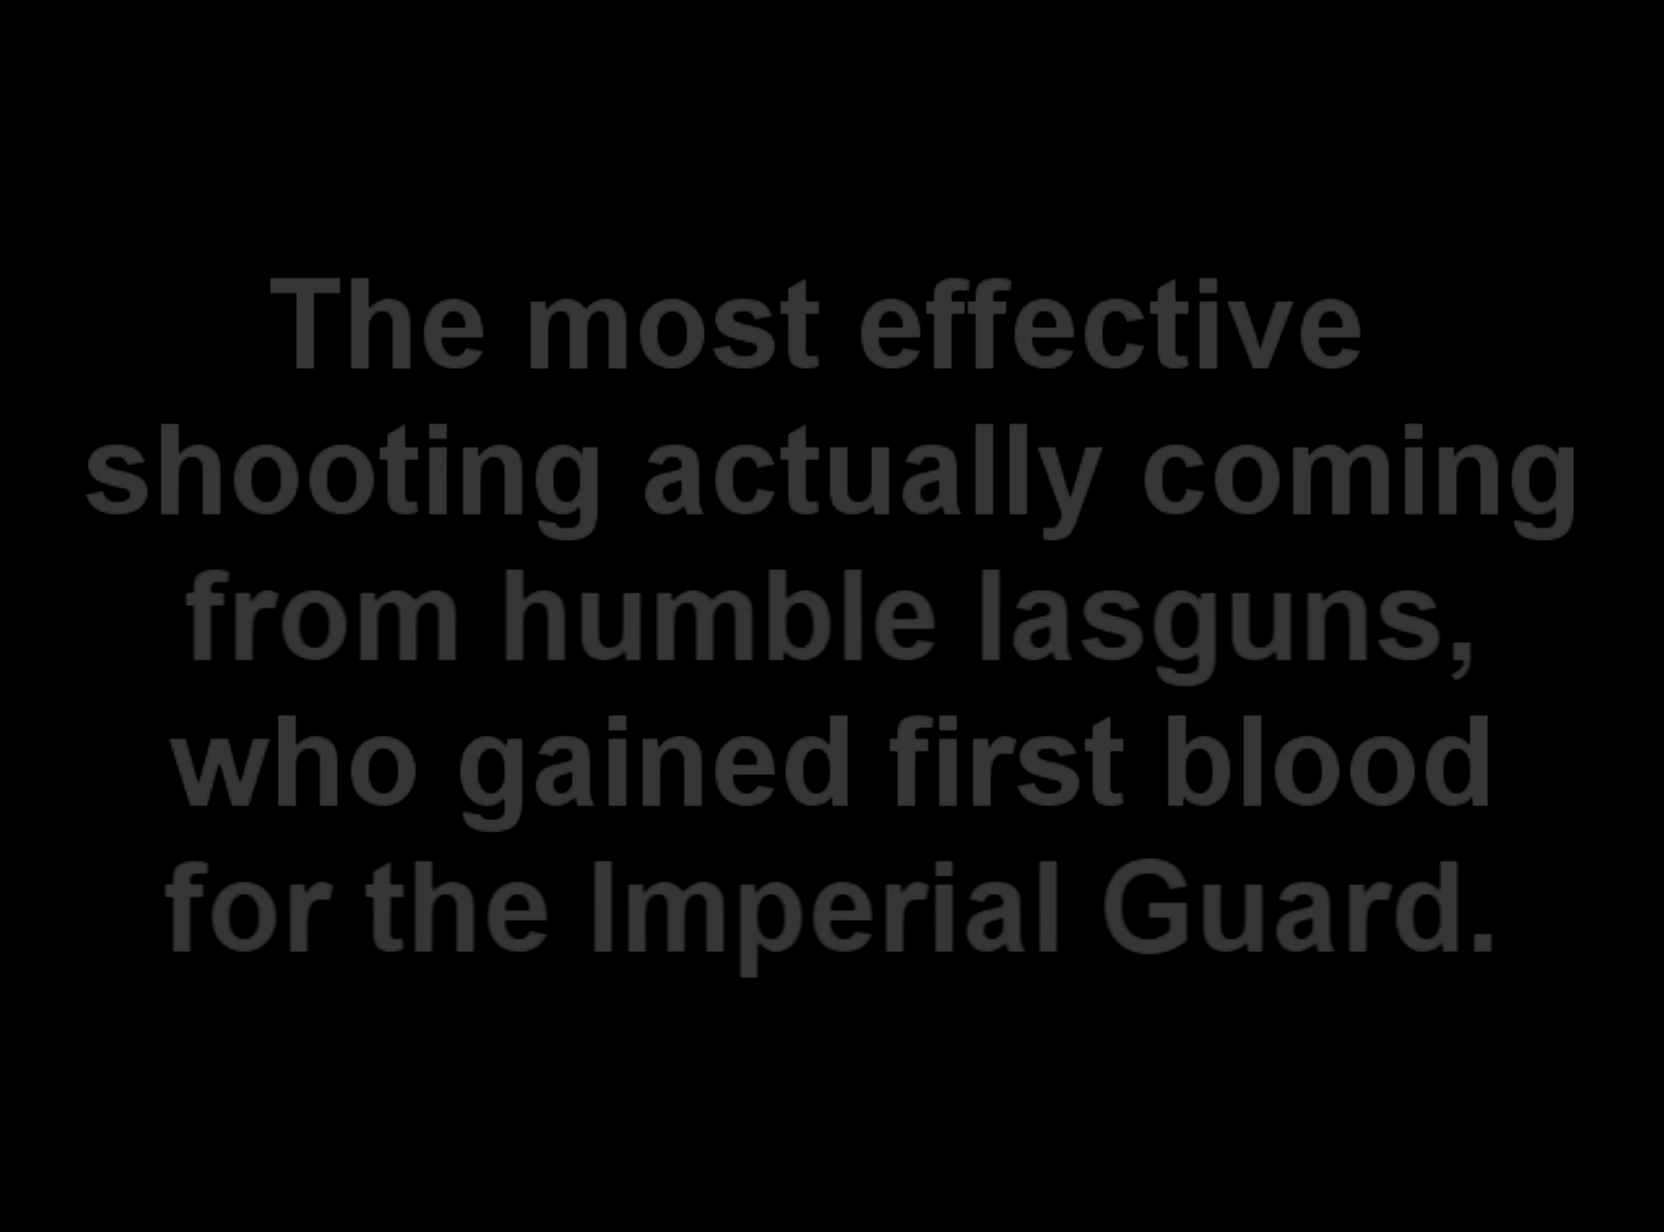 The most effective
shooting actually coming
from humble lasguns,
who gained first blood
for the Imperial Guard.